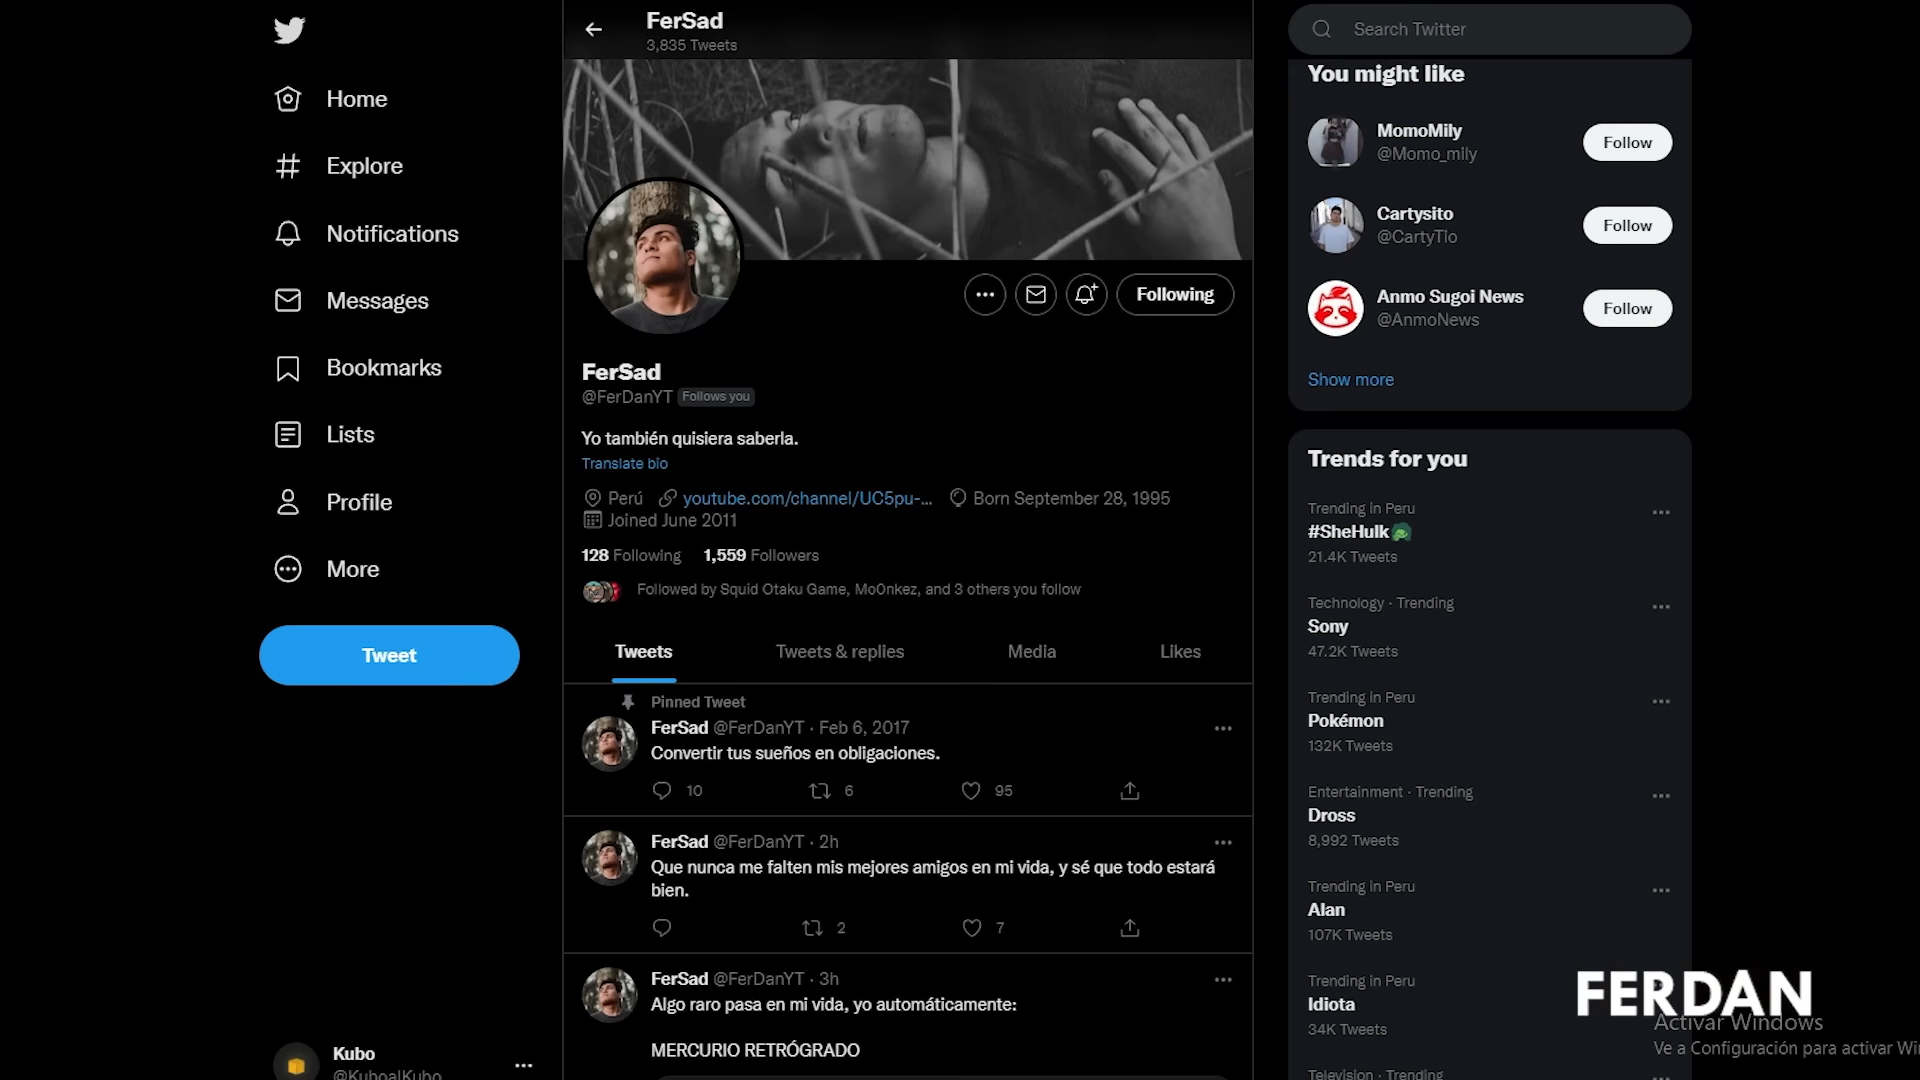 Home
Explore
Notifications
Messages
Bookmarks
Lists
Profile
More
Tweet
Kubo
@KuboalKubo
FerSad
3,835 Tweets
Following
FerSad
@FerDanYT Follows you
Yo también quisiera saberla.
Translate bio
Perú youtube.com/channel/UC5pu-... Born September 28, 1995
Joined June 2011
128 Following 1,559 Followers
Followed by Squid Otaku Game, Mo0nkez, and 3 others you follow
Tweets Tweets & replies Media Likes
Pinned Tweet
FerSad @FerDanYT · Feb 6, 2017
Convertir tus sueños en obligaciones.
10 6 95
FerSad @FerDanYT · 2h
Que nunca me falten mis mejores amigos en mi vida, y sé que todo estará
bien.
2 7
FerSad @FerDanYT · 3h
Algo raro pasa en mi vida, yo automáticamente:
MERCURIO RETRÓGRADO
Search Twitter
You might like
MomoMily
@Momo_mily
Follow
Cartysito
@CartyTlo
Follow
Anmo Sugoi News
@AnmoNews
Follow
Show more
Trends for you
Trending in Peru
#SheHulk
21.4K Tweets
Technology · Trending
Sony
47.2K Tweets
Trending in Peru
Pokémon
132K Tweets
Entertainment · Trending
Dross
8,992 Tweets
Trending in Peru
Alan
107K Tweets
Trending in Peru
Idiota
34K Tweets
Television · Trending
FERDAN
Activar Windows
Ve a Configuración para activar Wi